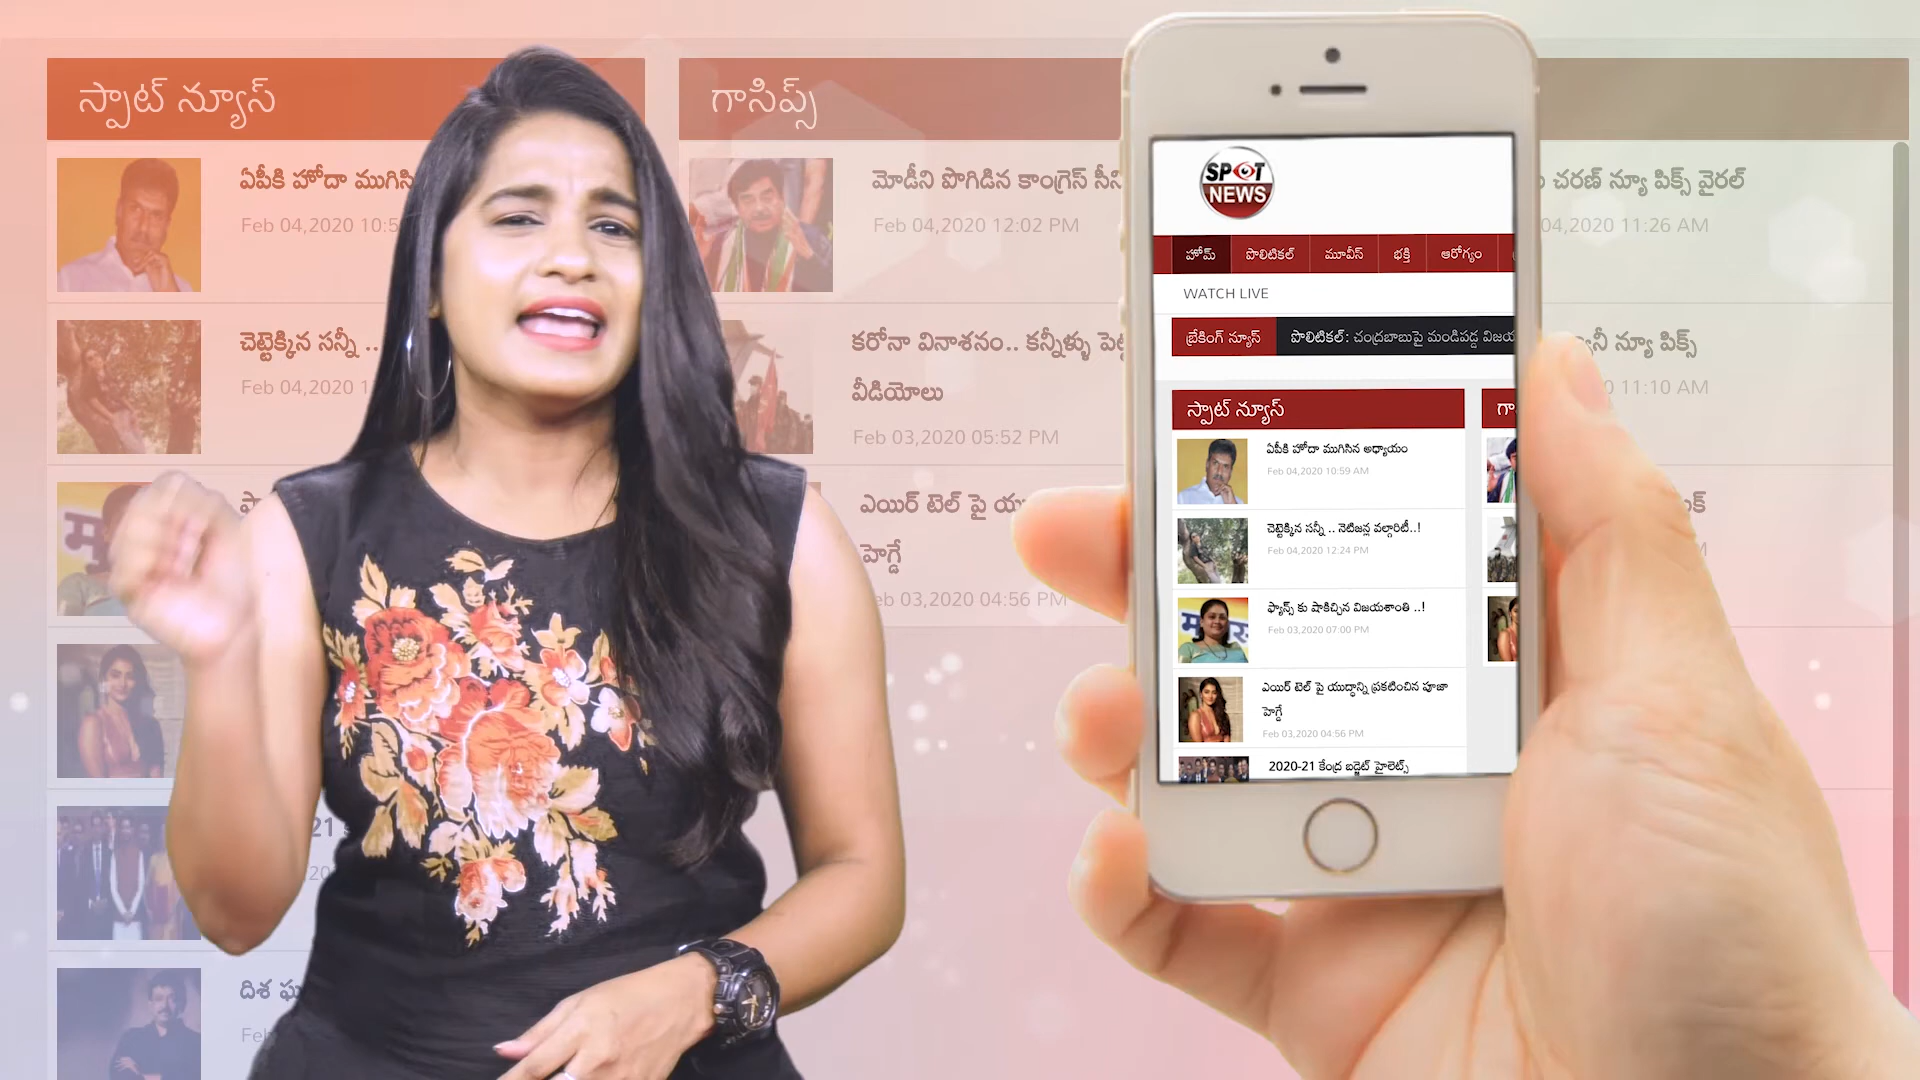 స్పాట్ న్యూస్
ఏపీకి హోదా
Feb 04,2020
చెట్టెక్కిన సన్నీ ..
Feb 04,2020
దిశ
గాసిప్స్
మోడీని పొగిడిన కాంగ్రెస్
Feb 04,2020 12:02 PM
కరోనా వినాశనం.. కన్నీళ్ళు
వీడియోలు
Feb 03,2020 05:52 PM
ఎయిర్ టెల్ పై
హెగ్డే
03,2020 04:56 PM
చరణ్ న్యూ పిక్స్ వైరల్
04,2020 11:26 AM
న్యూ పిక్స్
11:10 AM
SPOT
NEWS
హోమ్ పొలిటికల్ మూవీస్ భక్తి ఆరోగ్యం
WATCH LIVE
బ్రేకింగ్ న్యూస్ పొలిటికల్: చంద్రబాబుపై మండిపడ్డ
స్పాట్ న్యూస్
ఏపీకి హోదా ముగిసిన అధ్యాయం
Feb 04,2020 10:59 AM
చెట్టెక్కిన సన్నీ .. నెటిజన్ల వల్గారిటీ..!
Feb 04,2020 12:24 PM
ఫ్యాన్స్ కు షాకిచ్చిన విజయశాంతి ..!
Feb 03,2020 07:00 PM
ఎయిర్ టెల్ పై యుద్ధాన్ని ప్రకటించిన పూజా
హెగ్డే
Feb 03,2020 04:56 PM
2020-21 కేంద్ర బడ్జెట్ హైలెట్స్